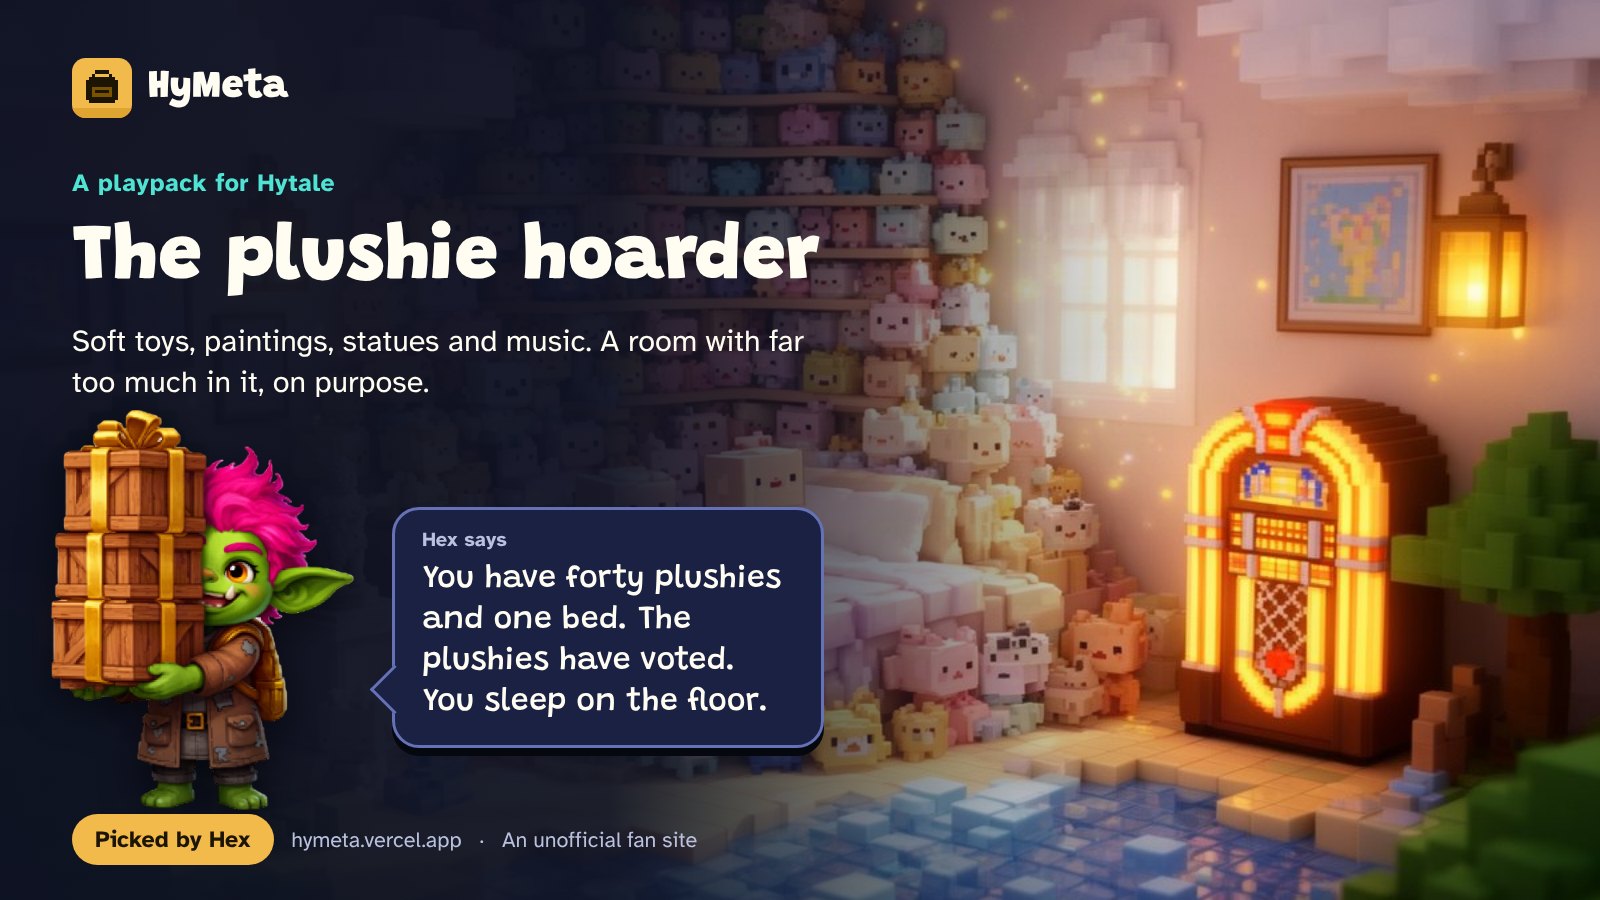 HyMeta
A playpack for Hytale
The plushie hoarder
Soft toys, paintings, statues and music. A room with far
too much in it, on purpose.
Hex says
You have forty plushies
and one bed. The
plushies have voted.
You sleep on the floor.
Picked by Hex
hymeta.vercel.app · An unofficial fan site